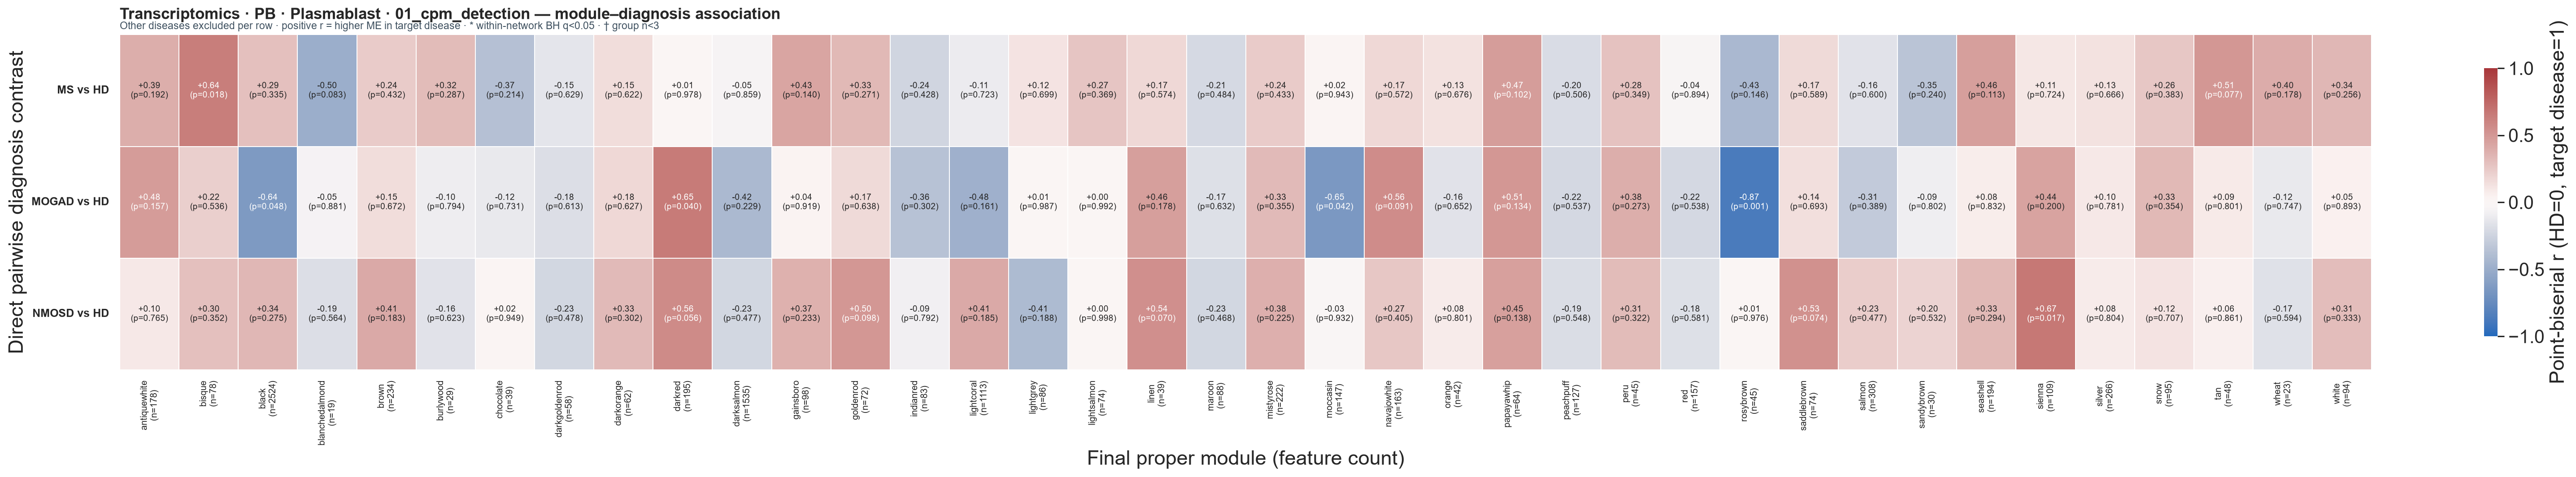 Transcriptomics · PB · Plasmablast · 01_cpm_detection — module–diagnosis association
Other diseases excluded per row · positive r = higher ME in target disease · * within-network BH q<0.05 · † group n<3
Direct pairwise diagnosis contrast
MS vs HD
+0.39 +0.64 +0.29 -0.50 +0.24 +0.32 -0.37 -0.15 +0.15 +0.01 -0.05 +0.43 +0.33 -0.24 -0.11 +0.12 +0.27 +0.17 -0.21 +0.24 +0.02 +0.17 +0.13 +0.47 -0.20 +0.28 -0.04 -0.43 +0.17 -0.16 -0.35 +0.46 +0.11 +0.13 +0.26 +0.51 +0.40 +0.34
(p=0.192) (p=0.018) (p=0.335) (p=0.083) (p=0.432) (p=0.287) (p=0.214) (p=0.629) (p=0.622) (p=0.978) (p=0.859) (p=0.140) (p=0.271) (p=0.428) (p=0.723) (p=0.699) (p=0.369) (p=0.574) (p=0.484) (p=0.433) (p=0.943) (p=0.572) (p=0.676) (p=0.102) (p=0.506) (p=0.349) (p=0.894) (p=0.146) (p=0.589) (p=0.600) (p=0.240) (p=0.113) (p=0.724) (p=0.666) (p=0.383) (p=0.077) (p=0.178) (p=0.256)
MOGAD vs HD
+0.48 +0.22 -0.64 -0.05 +0.15 -0.10 -0.12 -0.18 +0.18 +0.65 -0.42 +0.04 +0.17 -0.36 -0.48 +0.01 +0.00 +0.46 -0.17 +0.33 -0.65 +0.56 -0.16 +0.51 -0.22 +0.38 -0.22 -0.87 +0.14 -0.31 -0.09 +0.08 +0.44 +0.10 +0.33 +0.09 -0.12 +0.05
(p=0.157) (p=0.536) (p=0.048) (p=0.881) (p=0.672) (p=0.794) (p=0.731) (p=0.613) (p=0.627) (p=0.040) (p=0.229) (p=0.919) (p=0.638) (p=0.302) (p=0.161) (p=0.987) (p=0.992) (p=0.178) (p=0.632) (p=0.355) (p=0.042) (p=0.091) (p=0.652) (p=0.134) (p=0.537) (p=0.273) (p=0.538) (p=0.001) (p=0.693) (p=0.389) (p=0.802) (p=0.832) (p=0.200) (p=0.781) (p=0.354) (p=0.801) (p=0.747) (p=0.893)
NMOSD vs HD
+0.10 +0.30 +0.34 -0.19 +0.41 -0.16 +0.02 -0.23 +0.33 +0.56 -0.23 +0.37 +0.50 -0.09 +0.41 -0.41 +0.00 +0.54 -0.23 +0.38 -0.03 +0.27 +0.08 +0.45 -0.19 +0.31 -0.18 +0.01 +0.53 +0.23 +0.20 +0.33 +0.67 +0.08 +0.12 +0.06 -0.17 +0.31
(p=0.765) (p=0.352) (p=0.275) (p=0.564) (p=0.183) (p=0.623) (p=0.949) (p=0.478) (p=0.302) (p=0.056) (p=0.477) (p=0.233) (p=0.098) (p=0.792) (p=0.185) (p=0.188) (p=0.998) (p=0.070) (p=0.468) (p=0.225) (p=0.932) (p=0.405) (p=0.801) (p=0.138) (p=0.548) (p=0.322) (p=0.581) (p=0.976) (p=0.074) (p=0.477) (p=0.532) (p=0.294) (p=0.017) (p=0.804) (p=0.707) (p=0.861) (p=0.594) (p=0.333)
antiquewhite
(n=178)
bisque
(n=78)
black
(n=2524)
blanchedalmond
(n=19)
brown
(n=234)
burlywood
(n=29)
chocolate
(n=39)
darkgoldenrod
(n=58)
darkorange
(n=62)
darkred
(n=195)
darksalmon
(n=1535)
gainsboro
(n=98)
goldenrod
(n=72)
indianred
(n=83)
lightcoral
(n=1113)
lightgrey
(n=86)
lightsalmon
(n=74)
linen
(n=39)
maroon
(n=88)
mistyrose
(n=222)
moccasin
(n=147)
navajowhite
(n=163)
orange
(n=42)
papayawhip
(n=64)
peachpuff
(n=127)
peru
(n=45)
red
(n=157)
rosybrown
(n=45)
saddlebrown
(n=74)
salmon
(n=308)
sandybrown
(n=30)
seashell
(n=194)
sienna
(n=109)
silver
(n=266)
snow
(n=95)
tan
(n=48)
wheat
(n=23)
white
(n=94)
Final proper module (feature count)
1.0
0.5
0.0
−0.5
−1.0
Point-biserial r (HD=0, target disease=1)